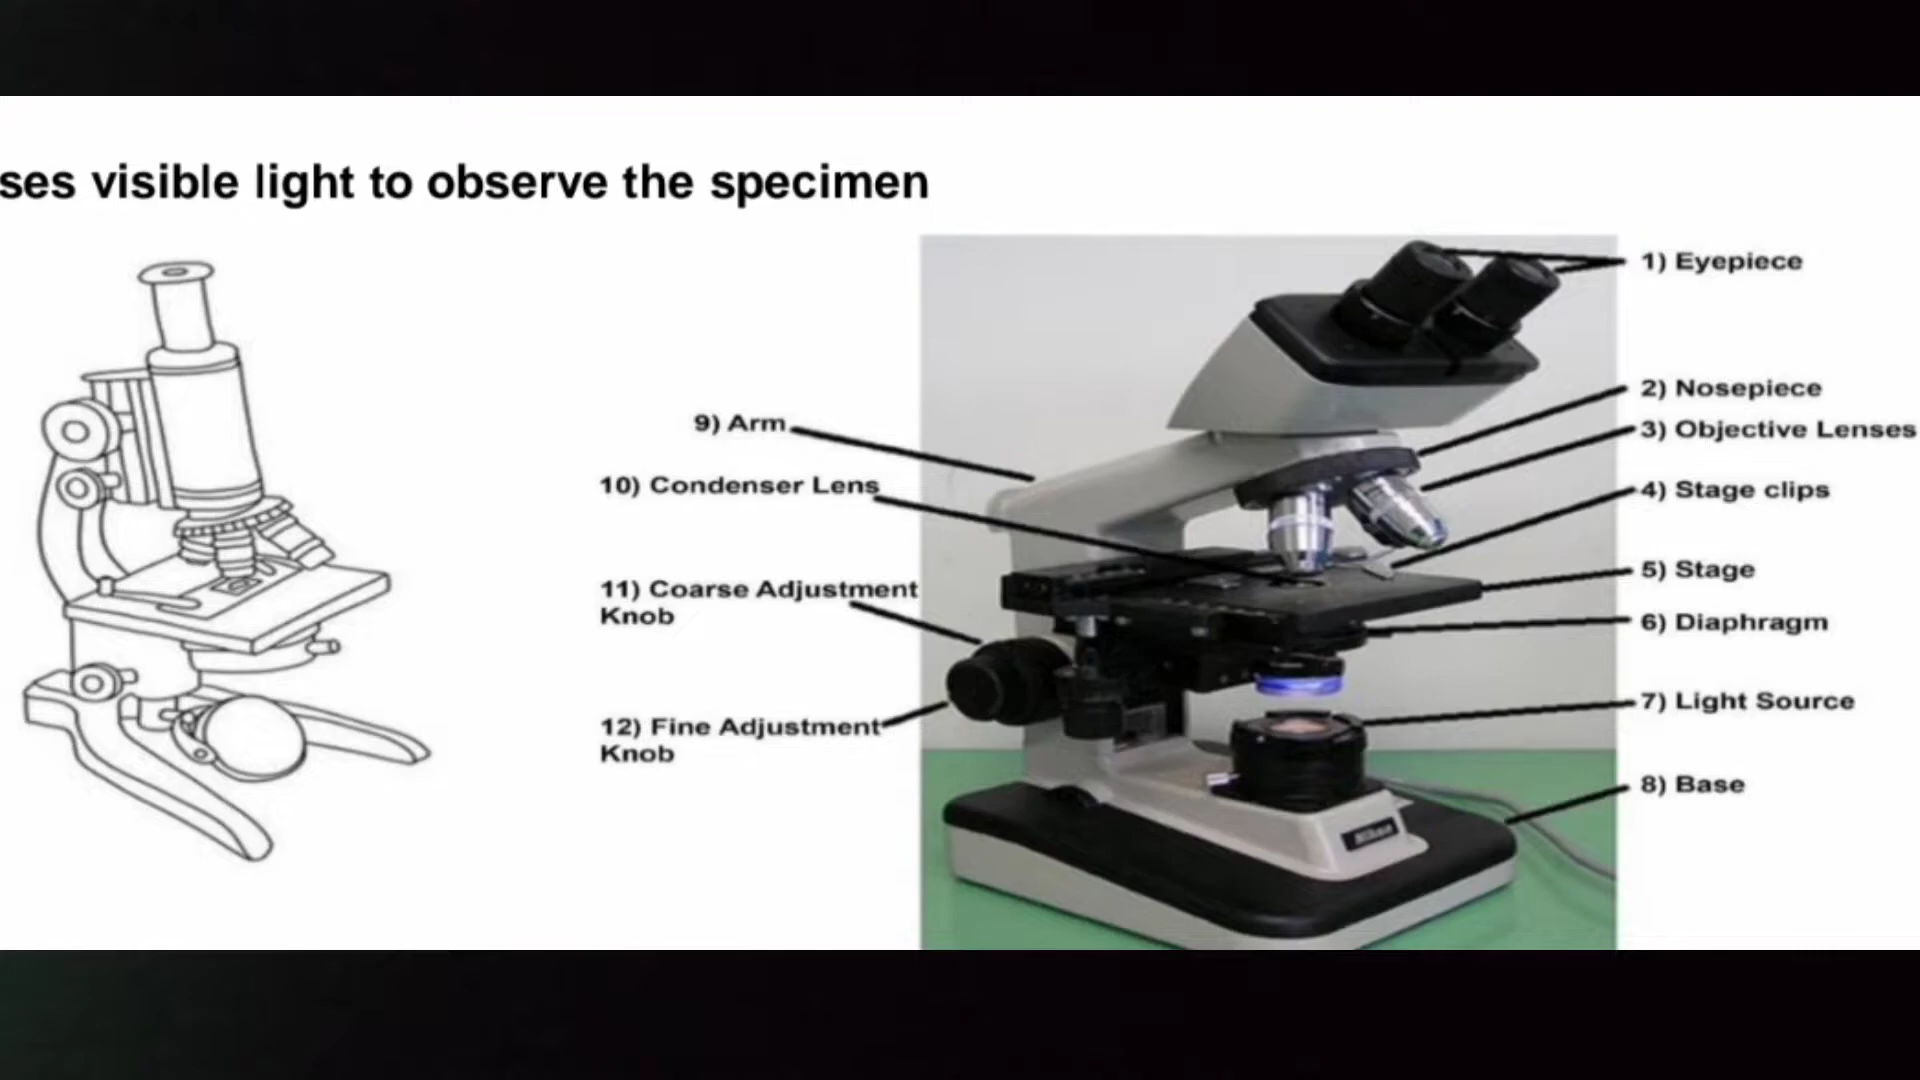 ses visible light to observe the specimen
1) Eyepiece
2) Nosepiece
3) Objective Lenses
4) Stage clips
5) Stage
6) Diaphragm
7) Light Source
8) Base
9) Arm
10) Condenser Lens
11) Coarse Adjustment
Knob
12) Fine Adjustment
Knob
Nikon